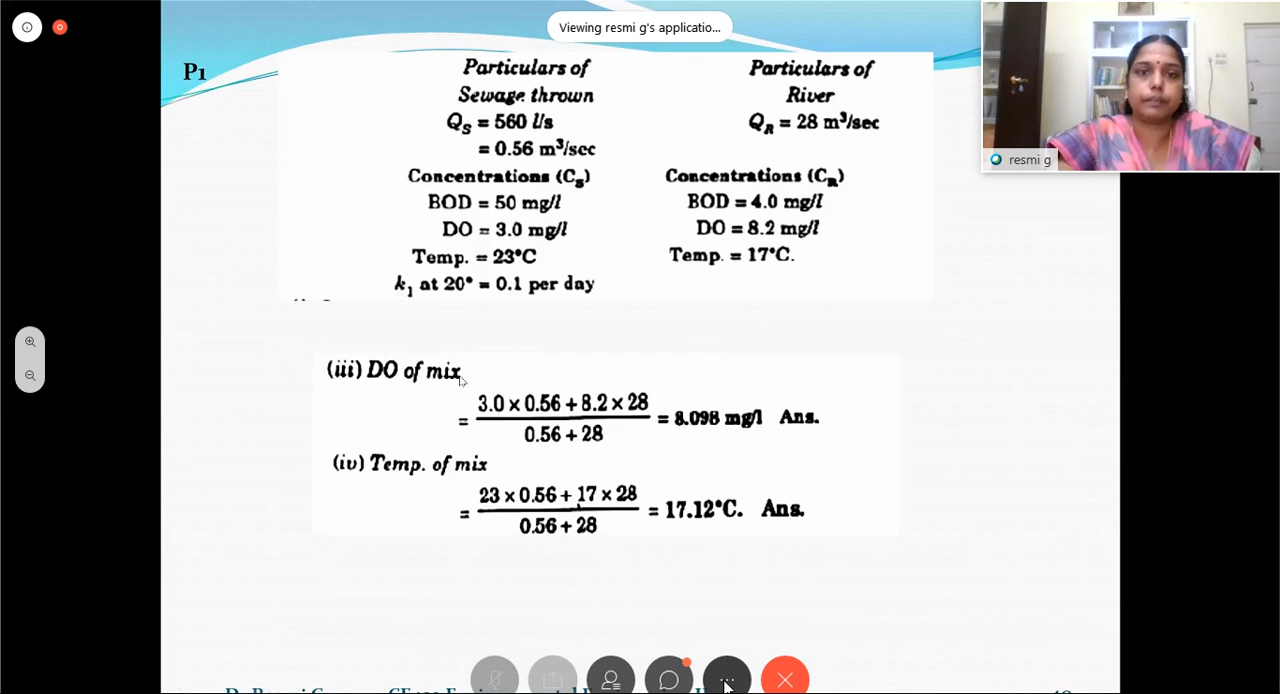 Viewing resmi g's applicatio...
P1
Particulars of
Sewage thrown
Q_S = 560 l/s
= 0.56 m³/sec
Concentrations (C_s)
BOD = 50 mg/l
DO = 3.0 mg/l
Temp. = 23°C
k₁ at 20° = 0.1 per day
Particulars of
River
Q_R = 28 m³/sec
Concentrations (C_R)
BOD = 4.0 mg/l
DO = 8.2 mg/l
Temp. = 17°C.
resmi g
(iii) DO of mix
= 3.0 × 0.56 + 8.2 × 28 / 0.56 + 28 = 8.098 mg/l Ans.
(iv) Temp. of mix
= 23 × 0.56 + 17 × 28 / 0.56 + 28 = 17.12°C. Ans.